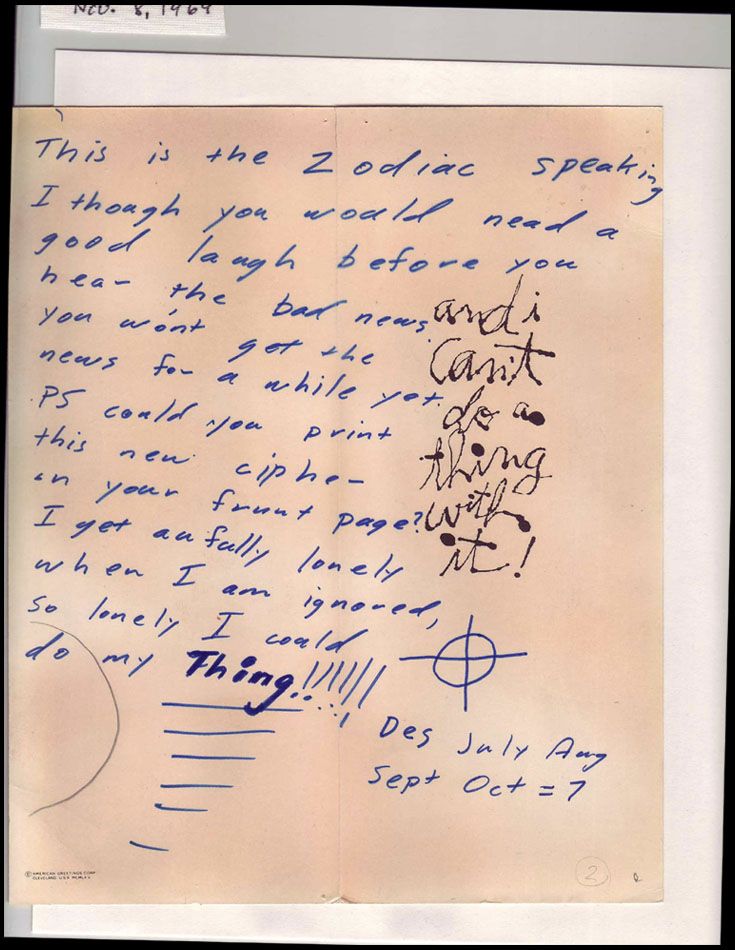 Nov. 8, 1969
This is the Zodiac speaking
I though you would nead a
good laugh before you
hear the bad news.
you won't get the
news for a while yet.
PS could you print
this new cipher
in your frunt page?
I get aufully lonely
when I am ignored,
so lonely I could
do my Thing!!!!!!
and i
can't
do a
thing
with
it!
Des July Aug
Sept Oct = 7
© AMERICAN GREETINGS CORP.
CLEVELAND, U.S.A.
2